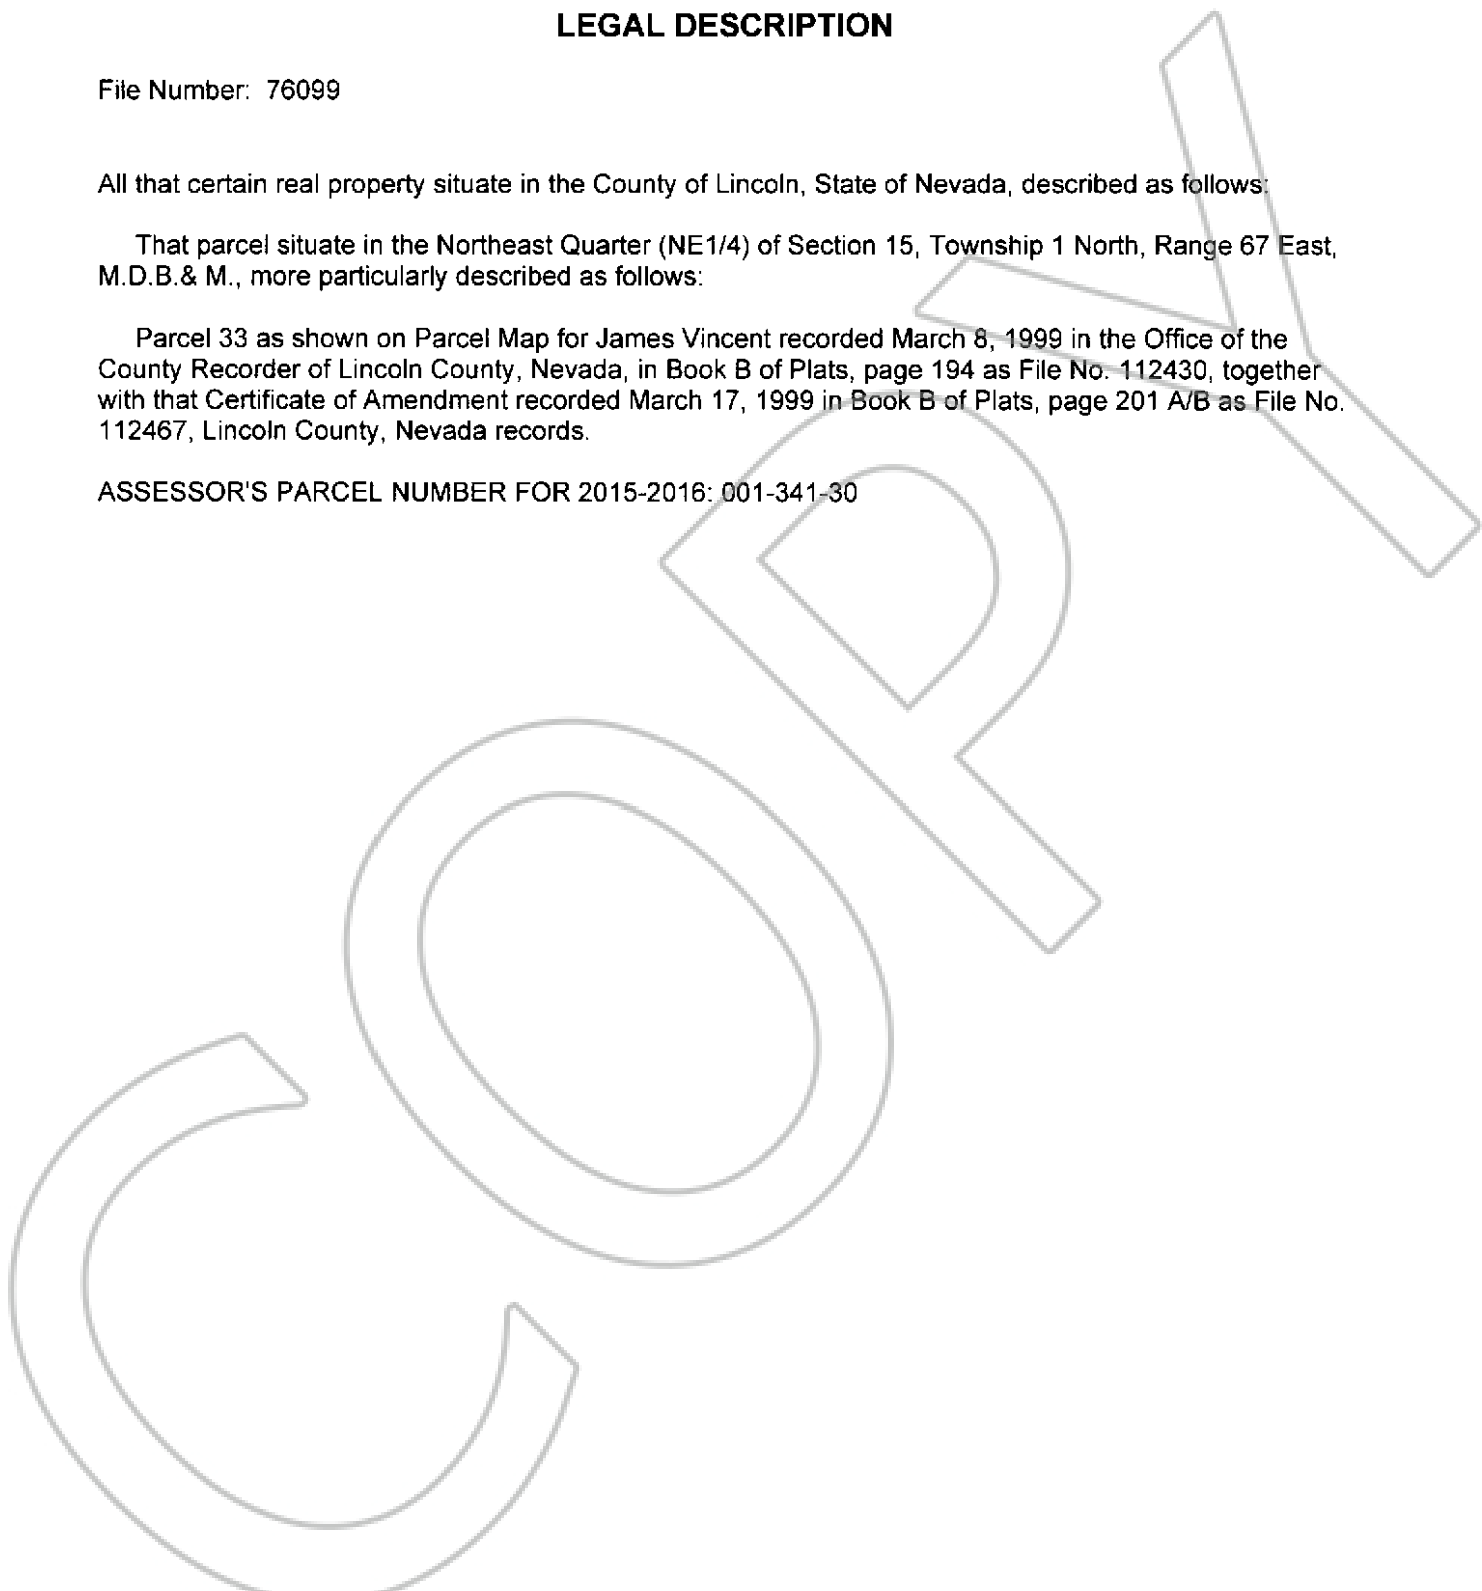 LEGAL DESCRIPTION
File Number: 76099
All that certain real property situate in the County of Lincoln, State of Nevada, described as follows:
That parcel situate in the Northeast Quarter (NE1/4) of Section 15, Township 1 North, Range 67 East,
M.D.B.& M., more particularly described as follows:
Parcel 33 as shown on Parcel Map for James Vincent recorded March 8, 1999 in the Office of the
County Recorder of Lincoln County, Nevada, in Book B of Plats, page 194 as File No. 112430, together
with that Certificate of Amendment recorded March 17, 1999 in Book B of Plats, page 201 A/B as File No.
112467, Lincoln County, Nevada records.
ASSESSOR'S PARCEL NUMBER FOR 2015-2016: 001-341-30
COPY